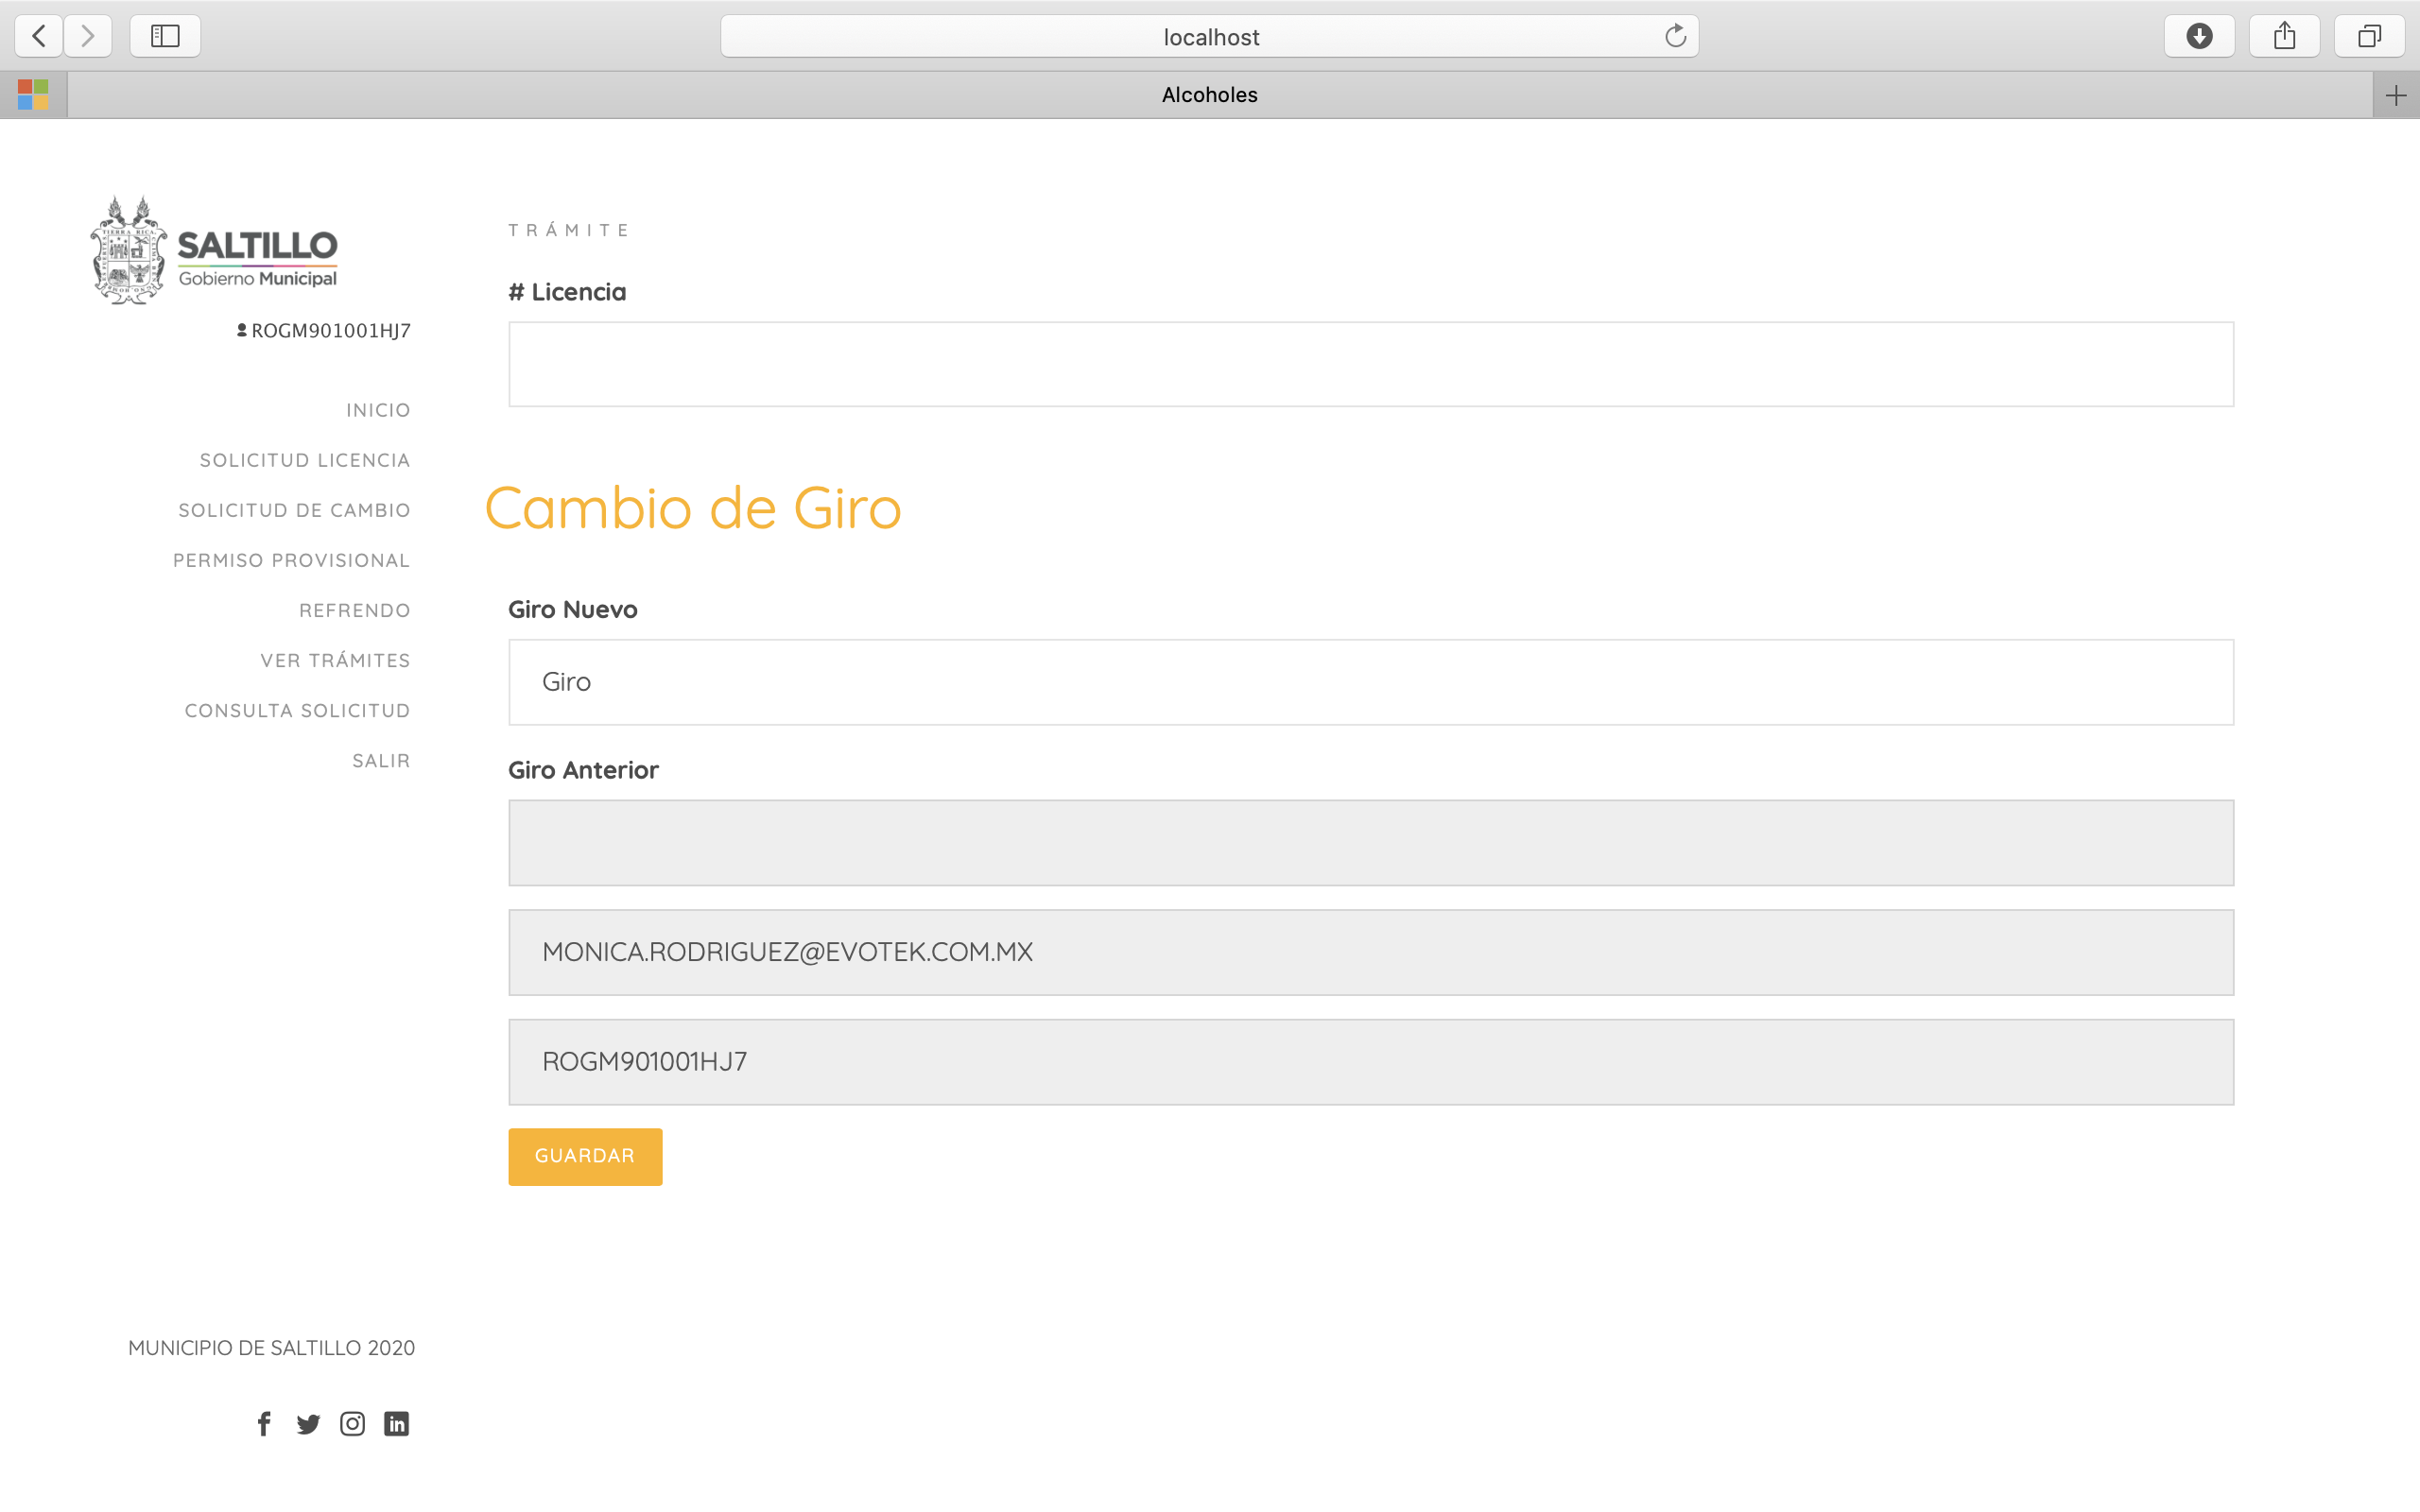 localhost
Alcoholes
SALTILLO
Gobierno Municipal
ROGM901001HJ7
INICIO
SOLICITUD LICENCIA
SOLICITUD DE CAMBIO
PERMISO PROVISIONAL
REFRENDO
VER TRÁMITES
CONSULTA SOLICITUD
SALIR
MUNICIPIO DE SALTILLO 2020
TRÁMITE
# Licencia
Cambio de Giro
Giro Nuevo
Giro
Giro Anterior
MONICA.RODRIGUEZ@EVOTEK.COM.MX
ROGM901001HJ7
GUARDAR